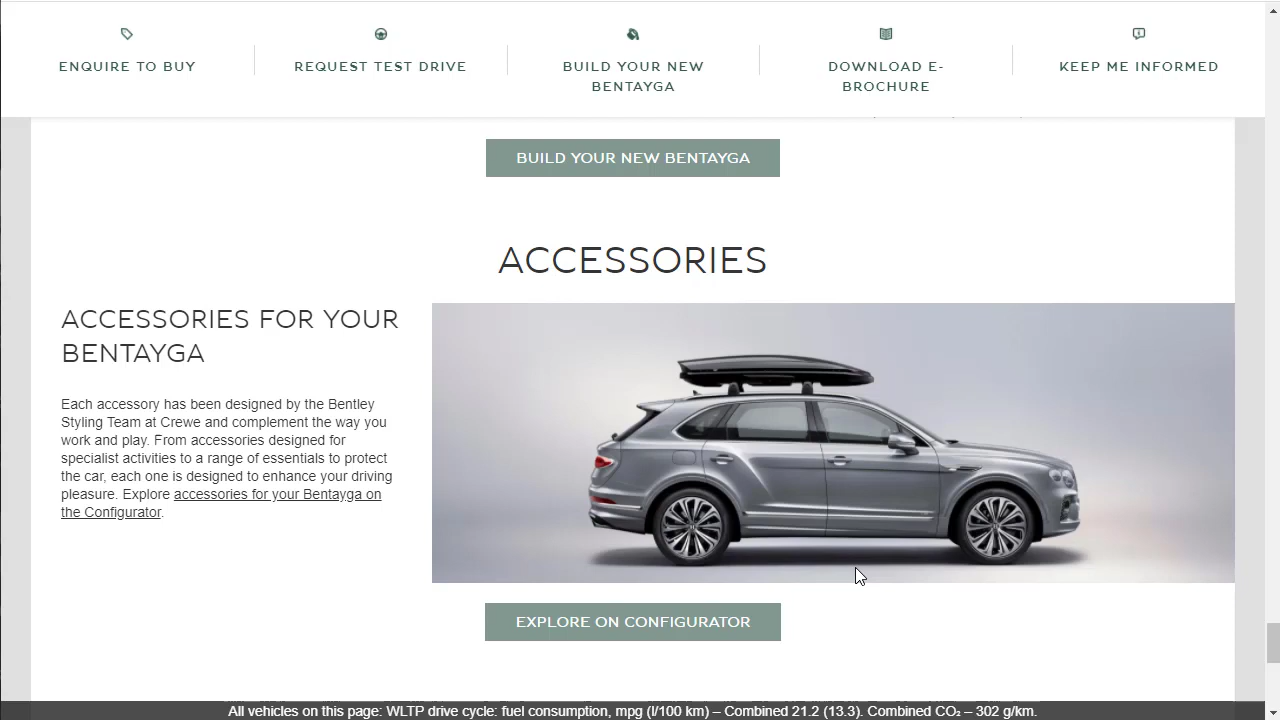 ENQUIRE TO BUY
REQUEST TEST DRIVE
BUILD YOUR NEW
BENTAYGA
DOWNLOAD E-
BROCHURE
KEEP ME INFORMED
BUILD YOUR NEW BENTAYGA
ACCESSORIES
ACCESSORIES FOR YOUR
BENTAYGA
Each accessory has been designed by the Bentley
Styling Team at Crewe and complement the way you
work and play. From accessories designed for
specialist activities to a range of essentials to protect
the car, each one is designed to enhance your driving
pleasure. Explore accessories for your Bentayga on
the Configurator.
EXPLORE ON CONFIGURATOR
All vehicles on this page: WLTP drive cycle: fuel consumption, mpg (l/100 km) – Combined 21.2 (13.3). Combined CO₂ – 302 g/km.